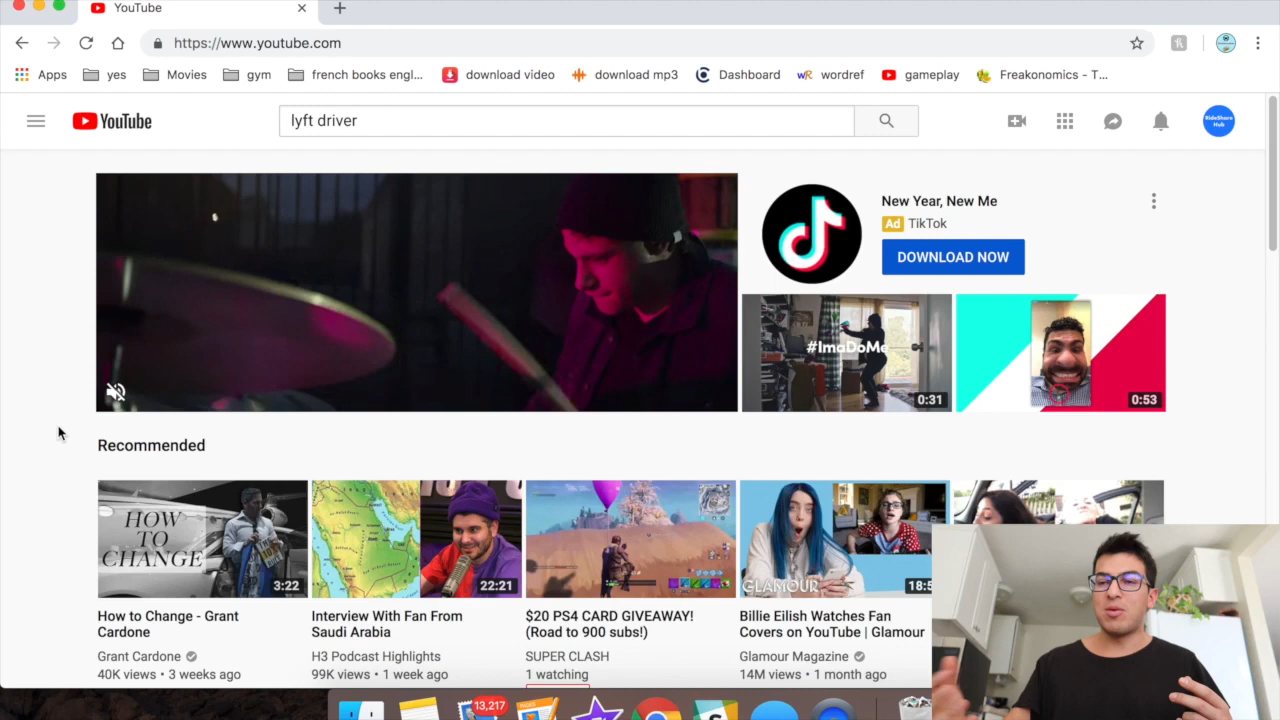 YouTube
https://www.youtube.com
Apps yes Movies gym french books engl... download video download mp3 Dashboard wordref gameplay Freakonomics - T...
YouTube
lyft driver
RideShare
Hub
New Year, New Me
Ad TikTok
DOWNLOAD NOW
#ImaDoMe
0:31
0:53
Recommended
HOW
TO
CHANGE
3:22
22:21
GLAMOUR
18:5
How to Change - Grant
Cardone
Grant Cardone
40K views • 3 weeks ago
Interview With Fan From
Saudi Arabia
H3 Podcast Highlights
99K views • 1 week ago
$20 PS4 CARD GIVEAWAY!
(Road to 900 subs!)
SUPER CLASH
1 watching
Billie Eilish Watches Fan
Covers on YouTube | Glamour
Glamour Magazine
14M views • 1 month ago
13,217
PAGES